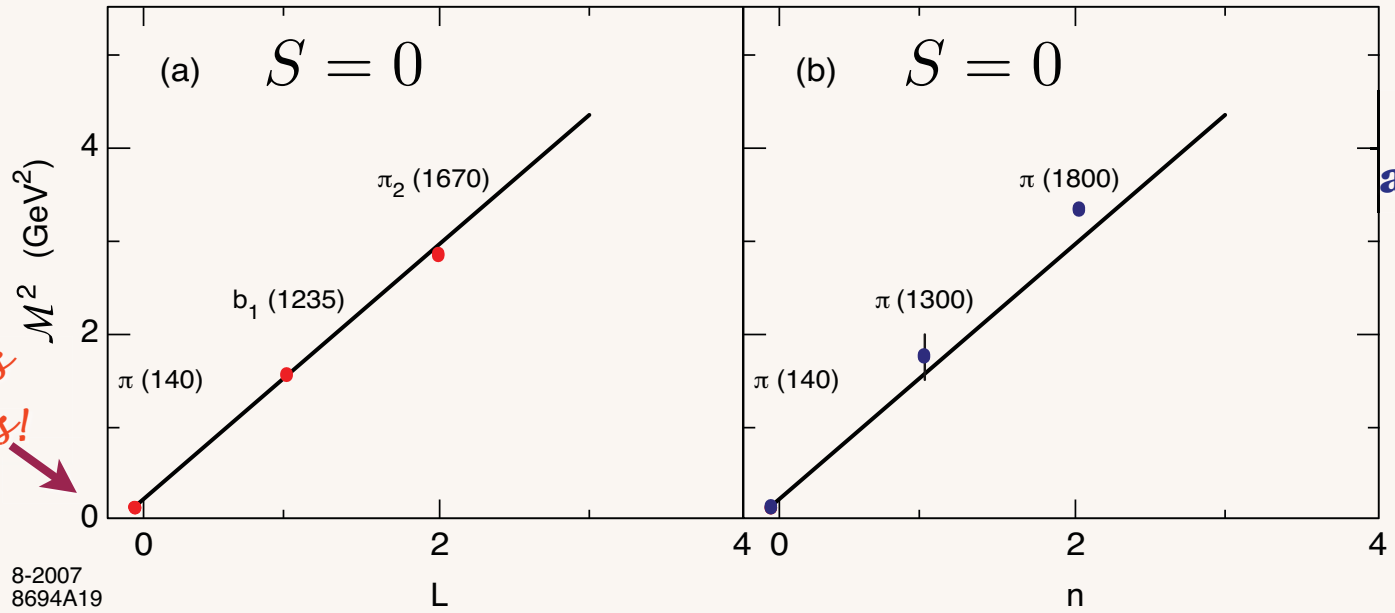 (a) S = 0
(b) S = 0
4
π₂ (1670)
π (1800)
b₁ (1235)
π (1300)
2
π (140)
π (140)
0
ℳ² (GeV²)
s!
a
0 2 4
0 2 4
L
n
8-2007
8694A19